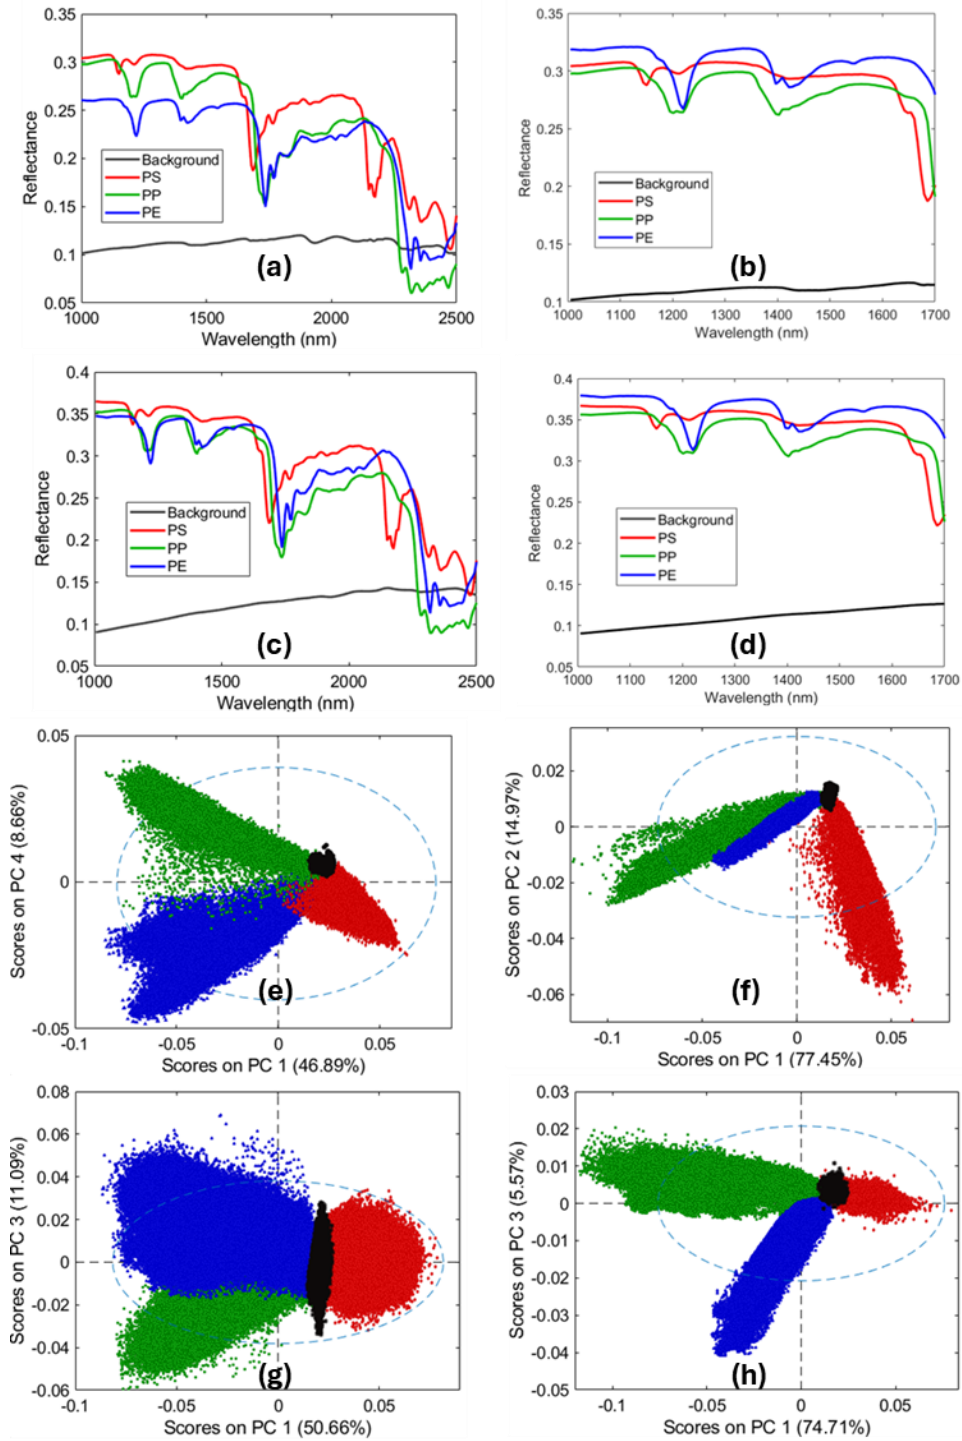 0.35
0.3
0.25
0.2
0.15
0.1
0.05
Reflectance
Background
PS
PP
PE
(a)
1000
1500
2000
2500
Wavelength (nm)
0.35
0.3
0.25
0.2
0.15
0.1
Reflectance
Background
PS
PP
PE
(b)
1000
1100
1200
1300
1400
1500
1600
1700
Wavelength (nm)
0.4
0.35
0.3
0.25
0.2
0.15
0.1
0.05
Reflectance
Background
PS
PP
PE
(c)
1000
1500
2000
2500
Wavelength (nm)
0.4
0.35
0.3
0.25
0.2
0.15
0.1
0.05
Reflectance
Background
PS
PP
PE
(d)
1000
1100
1200
1300
1400
1500
1600
1700
Wavelength (nm)
0.05
0
-0.05
Scores on PC 4 (8.66%)
(e)
-0.1
-0.05
0
0.05
Scores on PC 1 (46.89%)
0.02
0
-0.02
-0.04
-0.06
Scores on PC 2 (14.97%)
(f)
-0.1
-0.05
0
0.05
Scores on PC 1 (77.45%)
0.08
0.06
0.04
0.02
0
-0.02
-0.04
-0.06
Scores on PC 3 (11.09%)
(g)
-0.1
-0.05
0
0.05
Scores on PC 1 (50.66%)
0.03
0.02
0.01
0
-0.01
-0.02
-0.03
-0.04
-0.05
Scores on PC 3 (5.57%)
(h)
-0.1
-0.05
0
0.05
Scores on PC 1 (74.71%)